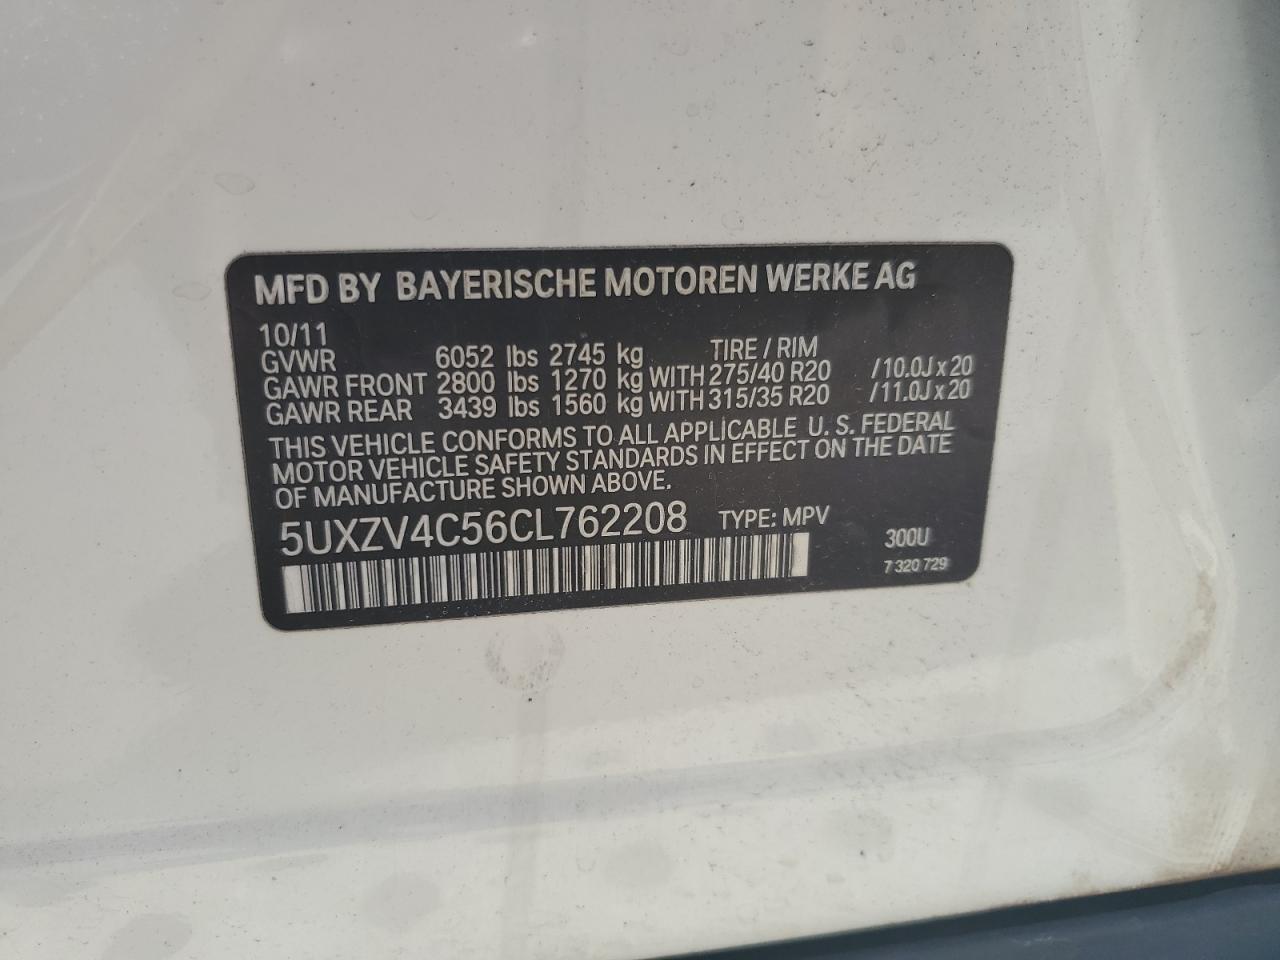 MFD BY BAYERISCHE MOTOREN WERKE AG
10/11
GVWR 6052 lbs 2745 kg TIRE / RIM
GAWR FRONT 2800 lbs 1270 kg WITH 275/40 R20 /10.0J x 20
GAWR REAR 3439 lbs 1560 kg WITH 315/35 R20 /11.0J x 20
THIS VEHICLE CONFORMS TO ALL APPLICABLE U. S. FEDERAL
MOTOR VEHICLE SAFETY STANDARDS IN EFFECT ON THE DATE
OF MANUFACTURE SHOWN ABOVE.
5UXZV4C56CL762208 TYPE: MPV
300U
7 320 729